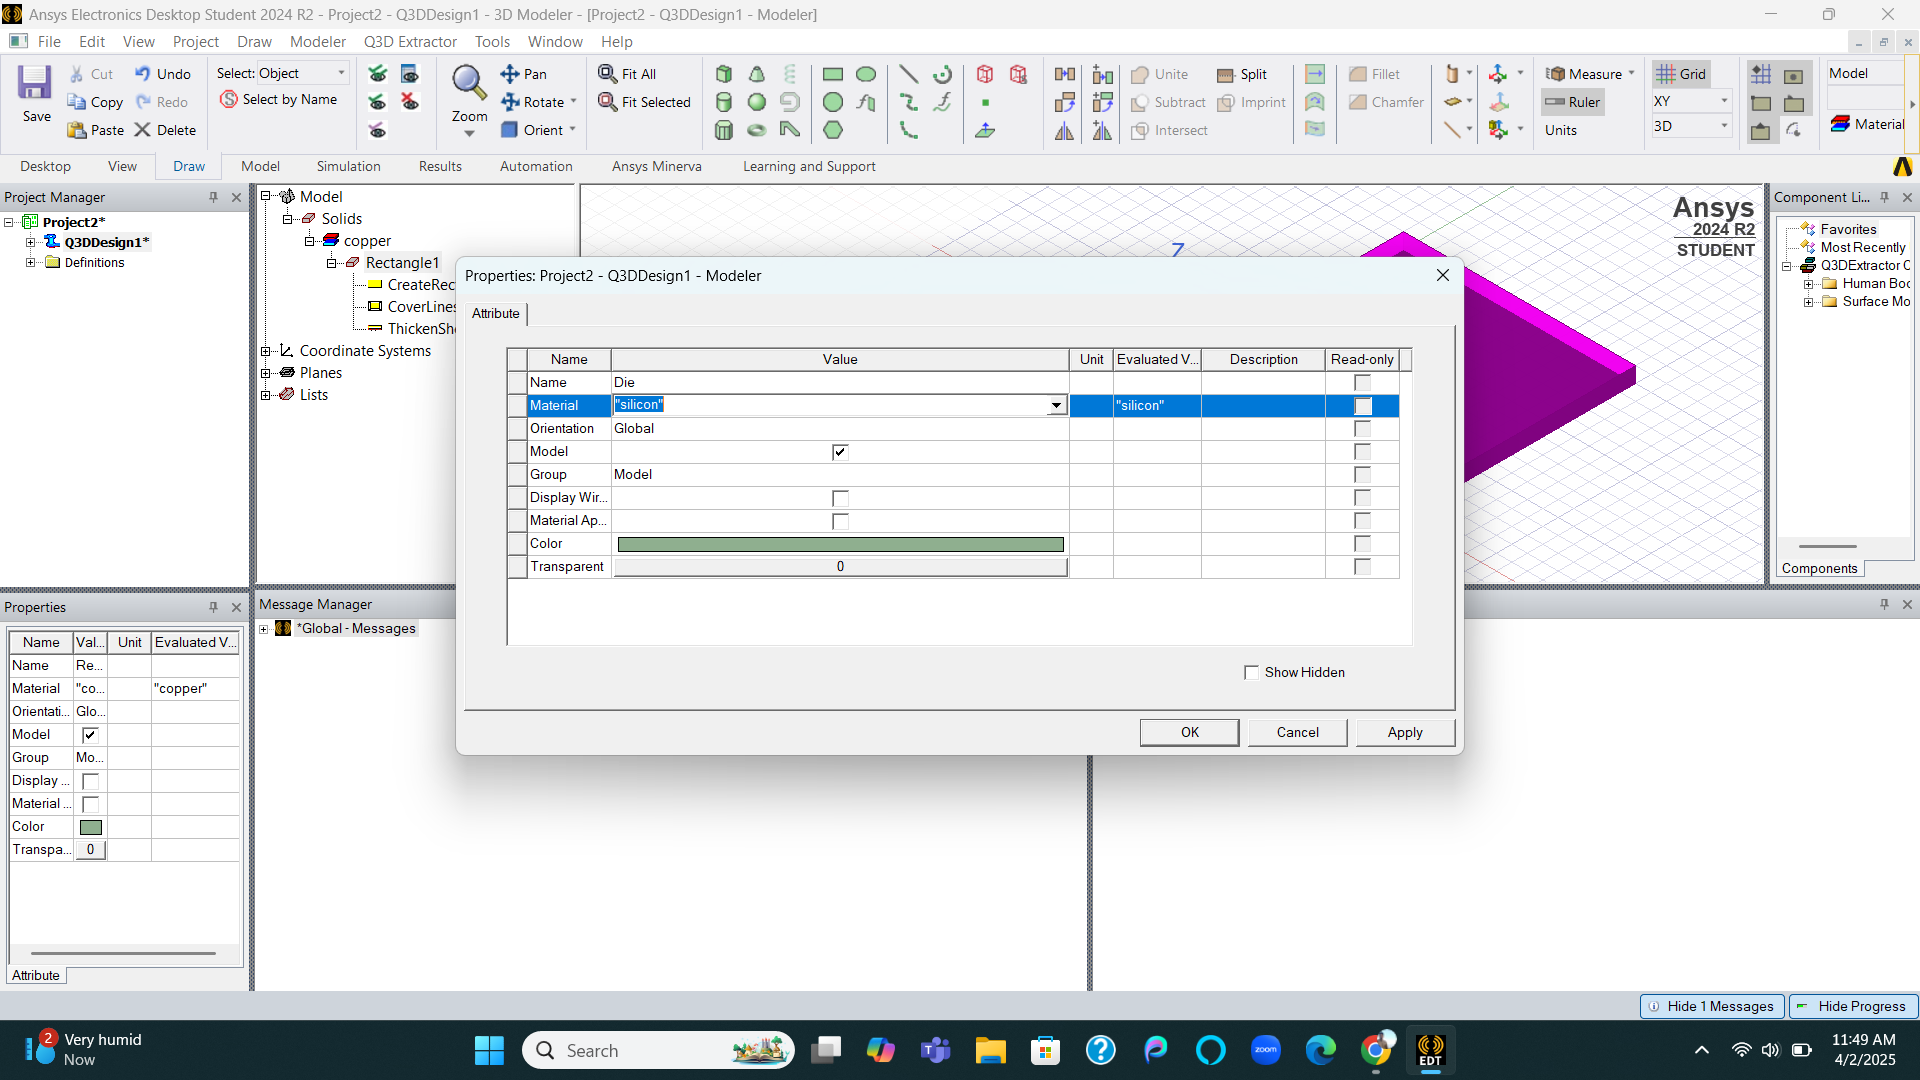 Ansys Electronics Desktop Student 2024 R2 - Project2 - Q3DDesign1 - 3D Modeler - [Project2 - Q3DDesign1 - Modeler]
File Edit View Project Draw Modeler Q3D Extractor Tools Window Help
Save
Cut
Copy
Paste
Undo
Redo
Delete
Select: Object
Select by Name
Zoom
Pan
Rotate
Orient
Fit All
Fit Selected
Unite
Subtract
Intersect
Split
Imprint
Fillet
Chamfer
Measure
Ruler
Units
Grid
XY
3D
Model
Material
Desktop View Draw Model Simulation Results Automation Ansys Minerva Learning and Support
Project Manager
Project2*
Q3DDesign1*
Definitions
Model
Solids
copper
Rectangle1
CreateRec
CoverLines
ThickenShe
Coordinate Systems
Planes
Lists
Z
Ansys
2024 R2
STUDENT
Component Li...
Favorites
Most Recently
Q3DExtractor C
Human Boc
Surface Mo
Components
Properties: Project2 - Q3DDesign1 - Modeler
Attribute
Name Value Unit Evaluated V... Description Read-only
Name Die
Material "silicon" "silicon"
Orientation Global
Model
Group Model
Display Wir...
Material Ap...
Color
Transparent 0
Show Hidden
OK Cancel Apply
Properties
Name Val... Unit Evaluated V...
Name Re...
Material "co... "copper"
Orientati... Glo...
Model
Group Mo...
Display ...
Material ...
Color
Transpa... 0
Attribute
Message Manager
*Global - Messages
Hide 1 Messages Hide Progress
2
Very humid
Now
Search
zoom
EDT
11:49 AM
4/2/2025